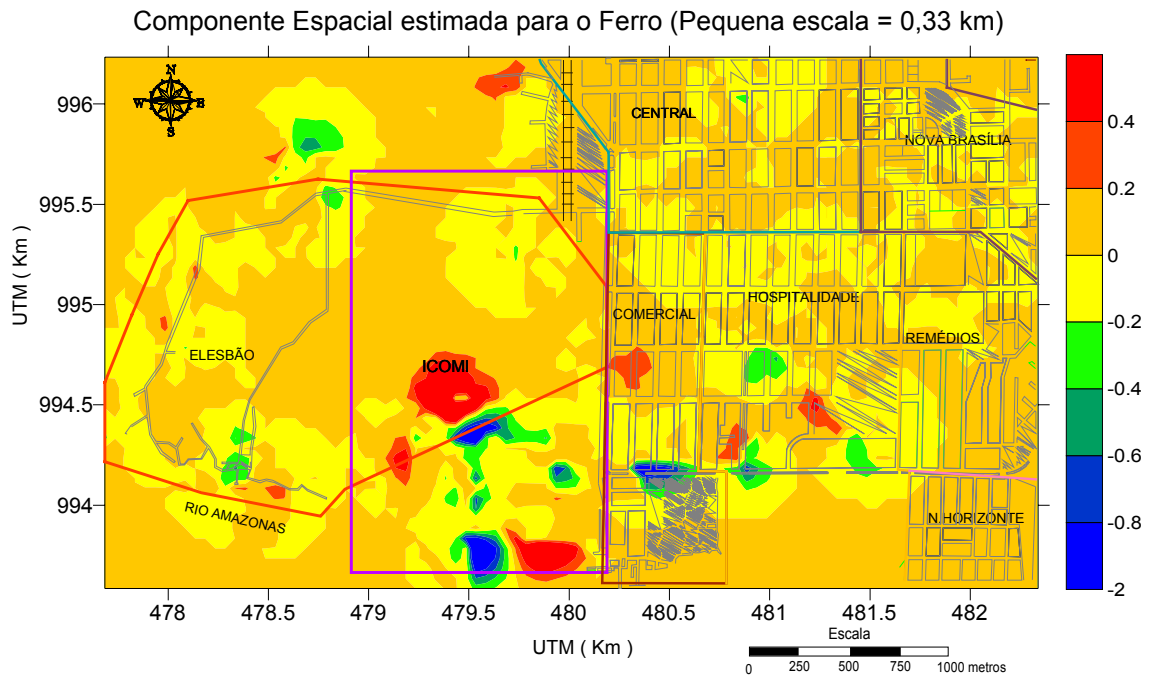 Componente Espacial estimada para o Ferro (Pequena escala = 0,33 km)
N
W E
S
996
995.5
995
994.5
994
UTM ( Km )
CENTRAL
NOVA BRASÍLIA
HOSPITALIDADE
COMERCIAL
REMÉDIOS
ELESBÃO
ICOMI
RIO AMAZONAS
N.HORIZONTE
0.4
0.2
0
-0.2
-0.4
-0.6
-0.8
-2
478 478.5 479 479.5 480 480.5 481 481.5 482
UTM ( Km )
Escala
0 250 500 750 1000 metros